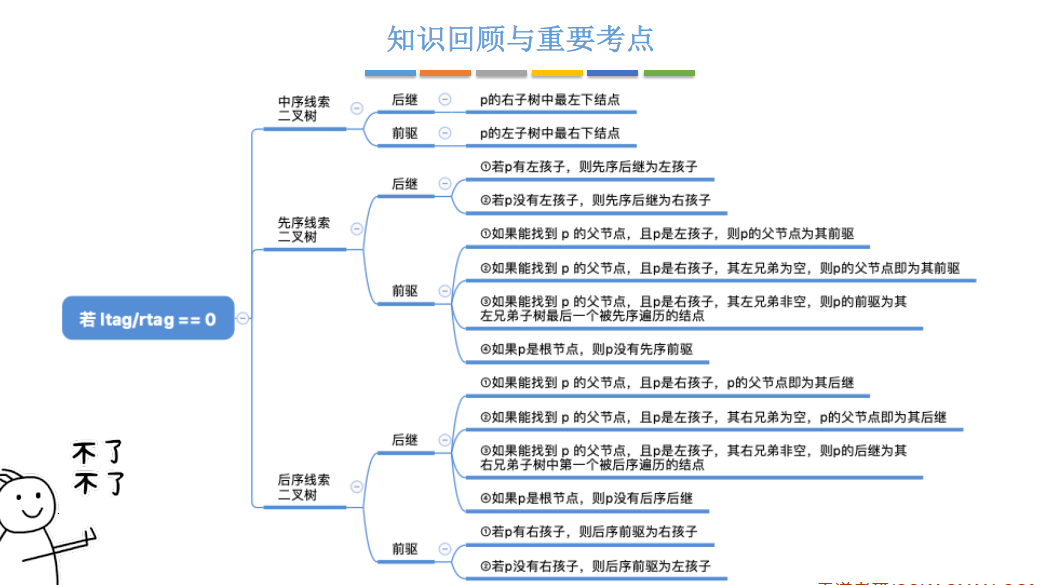 知识回顾与重要考点
中序线索
二叉树
后继
p的右子树中最左下结点
前驱
p的左子树中最右下结点
先序线索
二叉树
后继
①若p有左孩子，则先序后继为左孩子
②若p没有左孩子，则先序后继为右孩子
前驱
①如果能找到 p 的父节点，且p是左孩子，则p的父节点为其前驱
②如果能找到 p 的父节点，且p是右孩子，其左兄弟为空，则p的父节点即为其前驱
③如果能找到 p 的父节点，且p是右孩子，其左兄弟非空，则p的前驱为其
左兄弟子树最后一个被先序遍历的结点
④如果p是根节点，则p没有先序前驱
若 ltag/rtag == 0
后序线索
二叉树
后继
①如果能找到 p 的父节点，且p是右孩子，p的父节点即为其后继
②如果能找到 p 的父节点，且p是左孩子，其右兄弟为空，p的父节点即为其后继
③如果能找到 p 的父节点，且p是左孩子，其右兄弟非空，则p的后继为其
右兄弟子树中第一个被后序遍历的结点
④如果p是根节点，则p没有后序后继
前驱
①若p有右孩子，则后序前驱为右孩子
②若p没有右孩子，则后序前驱为左孩子
不了
不了